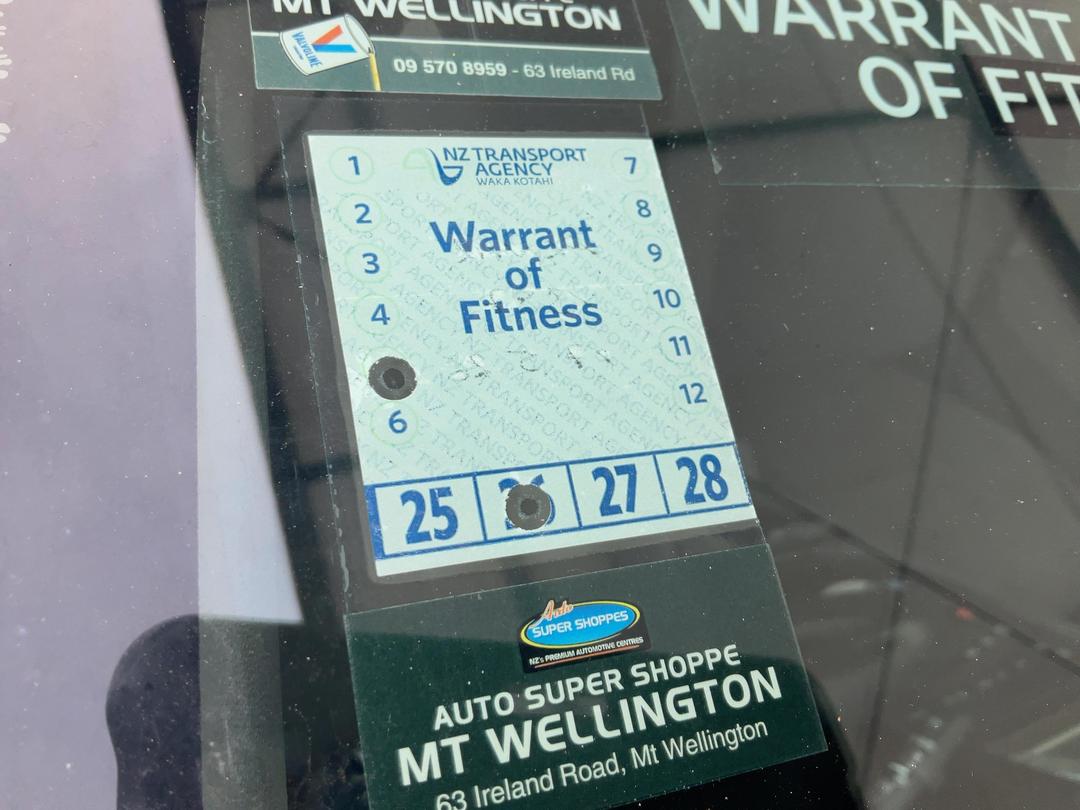 MT WELLINGTON
VALVOLINE
09 570 8959 - 63 Ireland Rd
WARRANT
OF FIT
NZ TRANSPORT
AGENCY
WAKA KOTAHI
1
2
3
4
6
7
8
9
10
11
12
Warrant
of
Fitness
25 26 27 28
Auto
SUPER SHOPPES
NZ's PREMIUM AUTOMOTIVE CENTRES
AUTO SUPER SHOPPE
MT WELLINGTON
63 Ireland Road, Mt Wellington